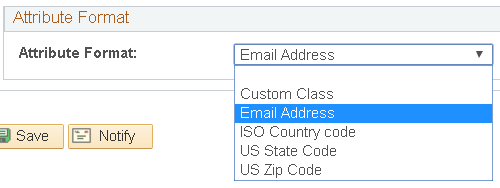 Attribute Format
Attribute Format: Email Address
Custom Class
Email Address
ISO Country code
US State Code
US Zip Code
Save Notify